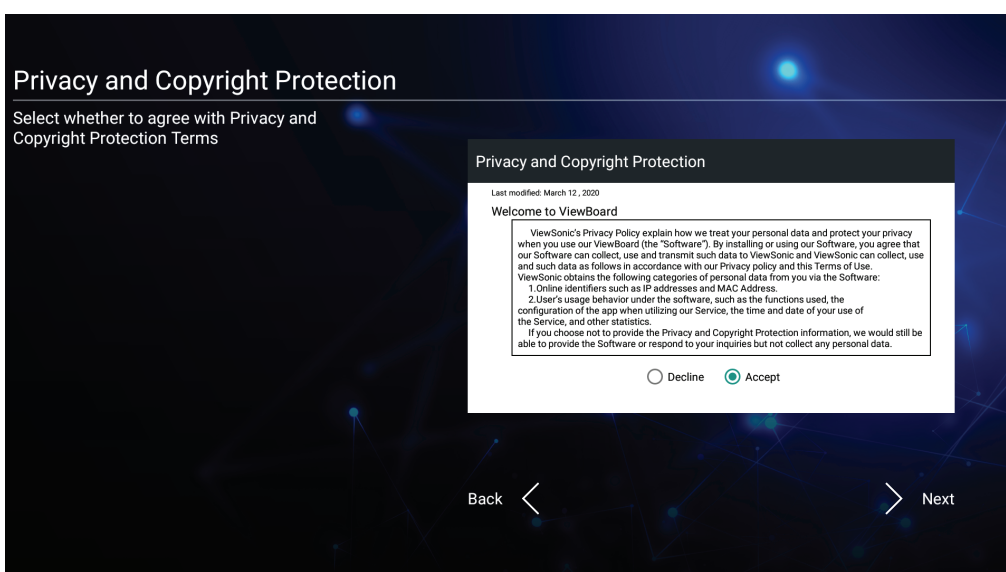 Privacy and Copyright Protection
Select whether to agree with Privacy and
Copyright Protection Terms
Privacy and Copyright Protection
Last modified: March 12 , 2020
Welcome to ViewBoard
ViewSonic's Privacy Policy explain how we treat your personal data and protect your privacy
when you use our ViewBoard (the “Software”). By installing or using our Software, you agree that
our Software can collect, use and transmit such data to ViewSonic and ViewSonic can collect, use
and such data as follows in accordance with our Privacy policy and this Terms of Use.
ViewSonic obtains the following categories of personal data from you via the Software:
1.Online identifiers such as IP addresses and MAC Address.
2.User's usage behavior under the software, such as the functions used, the
configuration of the app when utilizing our Service, the time and date of your use of
the Service, and other statistics.
If you choose not to provide the Privacy and Copyright Protection information, we would still be
able to provide the Software or respond to your inquiries but not collect any personal data.
Decline Accept
Back Next